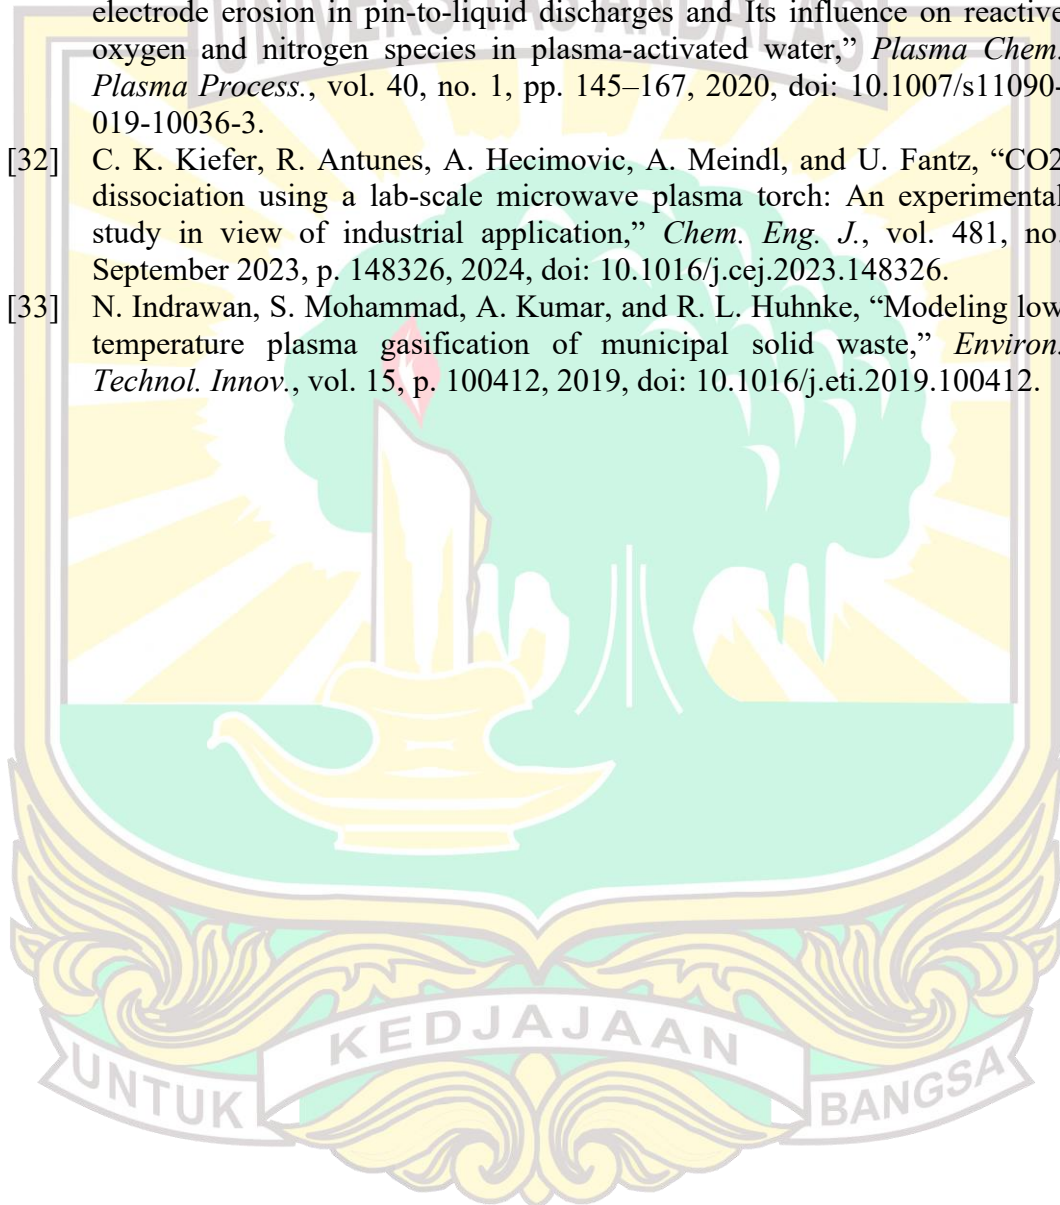 electrode erosion in pin-to-liquid discharges and Its influence on reactive
UNIVERSITAS ANDALAS
oxygen and nitrogen species in plasma-activated water,” Plasma Chem.
Plasma Process., vol. 40, no. 1, pp. 145–167, 2020, doi: 10.1007/s11090-
019-10036-3.
[32] C. K. Kiefer, R. Antunes, A. Hecimovic, A. Meindl, and U. Fantz, “CO2
dissociation using a lab-scale microwave plasma torch: An experimental
study in view of industrial application,” Chem. Eng. J., vol. 481, no.
September 2023, p. 148326, 2024, doi: 10.1016/j.cej.2023.148326.
[33] N. Indrawan, S. Mohammad, A. Kumar, and R. L. Huhnke, “Modeling low
temperature plasma gasification of municipal solid waste,” Environ.
Technol. Innov., vol. 15, p. 100412, 2019, doi: 10.1016/j.eti.2019.100412.
UNTUK
KEDJAJAAN
BANGSA